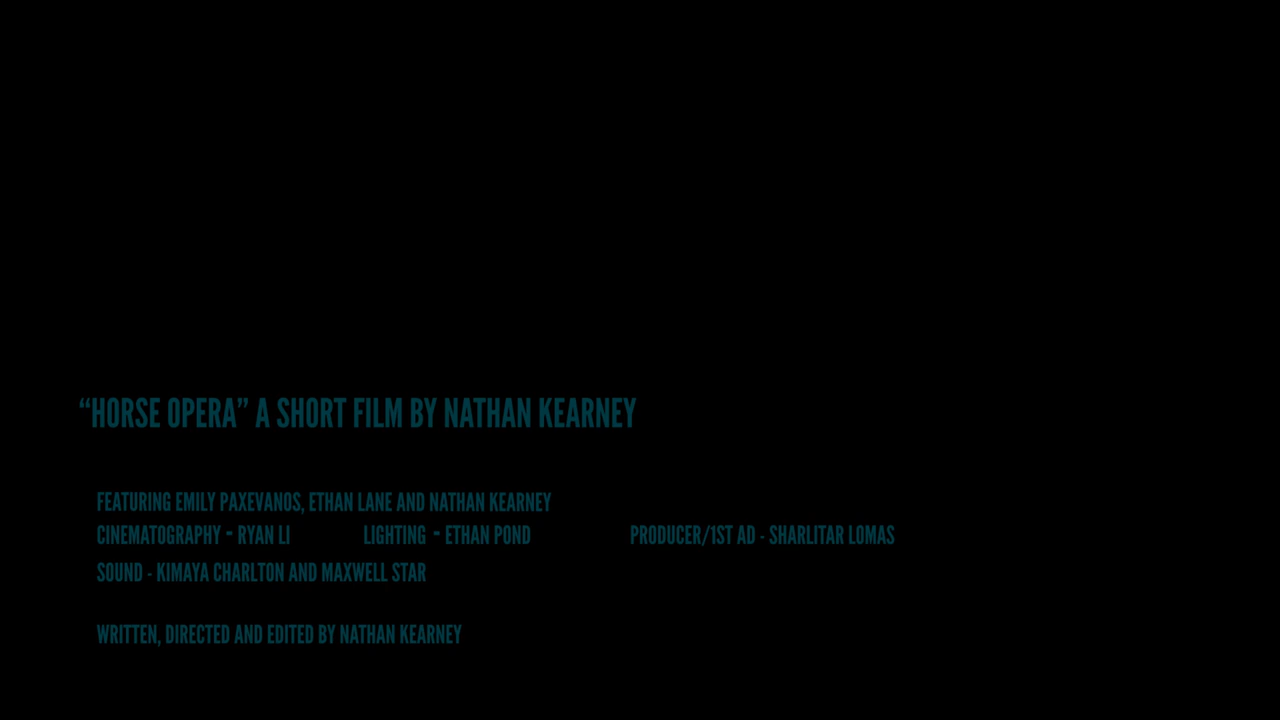 “HORSE OPERA” A SHORT FILM BY NATHAN KEARNEY
FEATURING EMILY PAXEVANOS, ETHAN LANE AND NATHAN KEARNEY
CINEMATOGRAPHY - RYAN LI LIGHTING - ETHAN POND PRODUCER/1ST AD - SHARLITAR LOMAS
SOUND - KIMAYA CHARLTON AND MAXWELL STAR
WRITTEN, DIRECTED AND EDITED BY NATHAN KEARNEY